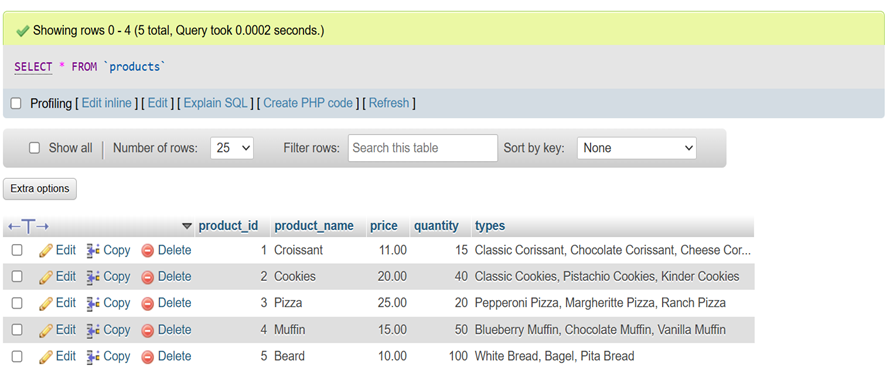 Showing rows 0 - 4 (5 total, Query took 0.0002 seconds.)
SELECT * FROM `products`
Profiling [ Edit inline ] [ Edit ] [ Explain SQL ] [ Create PHP code ] [ Refresh ]
Show all | Number of rows: 25 Filter rows: Search this table Sort by key: None
Extra options
←T→ product_id product_name price quantity types
Edit Copy Delete 1 Croissant 11.00 15 Classic Corissant, Chocolate Corissant, Cheese Cor...
Edit Copy Delete 2 Cookies 20.00 40 Classic Cookies, Pistachio Cookies, Kinder Cookies
Edit Copy Delete 3 Pizza 25.00 20 Pepperoni Pizza, Margheritte Pizza, Ranch Pizza
Edit Copy Delete 4 Muffin 15.00 50 Blueberry Muffin, Chocolate Muffin, Vanilla Muffin
Edit Copy Delete 5 Beard 10.00 100 White Bread, Bagel, Pita Bread